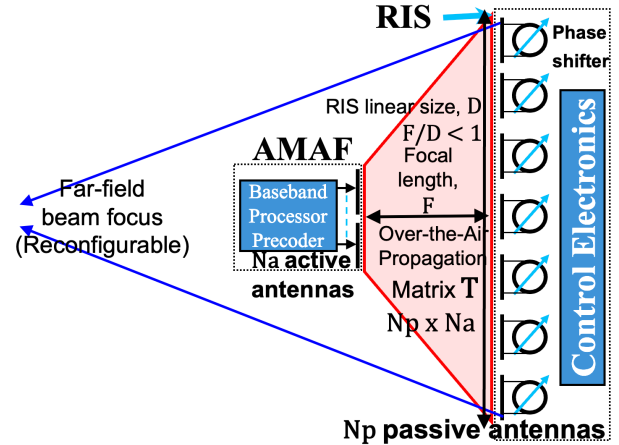 RIS
Phase
shifter
RIS linear size, D
F/D < 1
Focal
length,
F
AMAF
Baseband
Processor
Precoder
Na active
antennas
Far-field
beam focus
(Reconfigurable)
Over-the-Air
Propagation
Matrix T
Np x Na
Control Electronics
Np passive antennas